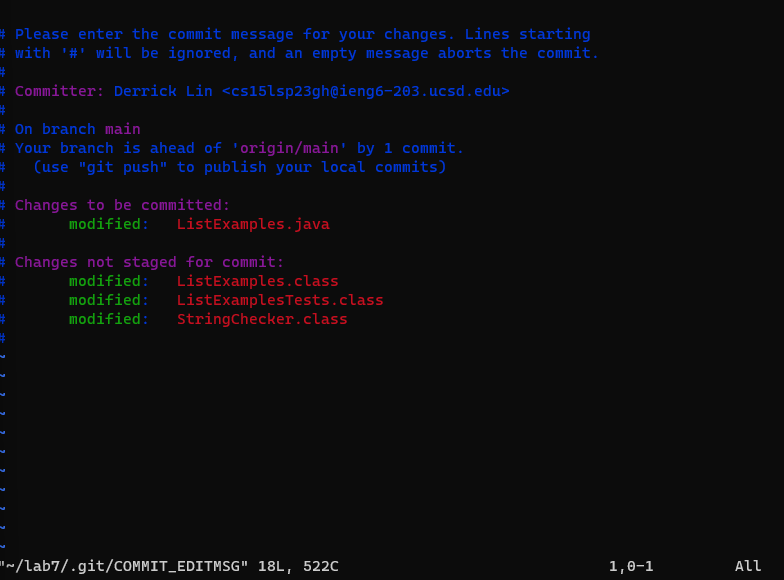 # Please enter the commit message for your changes. Lines starting
# with '#' will be ignored, and an empty message aborts the commit.
#
# Committer: Derrick Lin <cs15lsp23gh@ieng6-203.ucsd.edu>
#
# On branch main
# Your branch is ahead of 'origin/main' by 1 commit.
#   (use "git push" to publish your local commits)
#
# Changes to be committed:
#       modified:   ListExamples.java
#
# Changes not staged for commit:
#       modified:   ListExamples.class
#       modified:   ListExamplesTests.class
#       modified:   StringChecker.class
#
~
~
~
~
~
~
~
~
~
~
~
"~/lab7/.git/COMMIT_EDITMSG" 18L, 522C 1,0-1 All